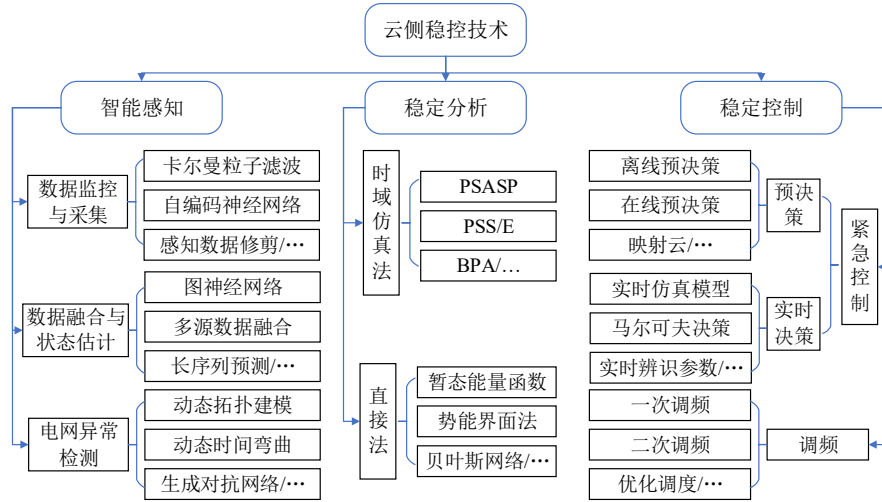 云侧稳控技术
智能感知
稳定分析
稳定控制
数据监控
与采集
卡尔曼粒子滤波
自编码神经网络
感知数据修剪/…
数据融合与
状态估计
图神经网络
多源数据融合
长序列预测/…
电网异常
检测
动态拓扑建模
动态时间弯曲
生成对抗网络/…
时域仿真法
PSASP
PSS/E
BPA/…
直接法
暂态能量函数
势能界面法
贝叶斯网络/…
离线预决策
在线预决策
映射云/…
预决
策
实时仿真模型
马尔可夫决策
实时辨识参数/…
实时
决策
紧急控制
一次调频
二次调频
优化调度/…
调频